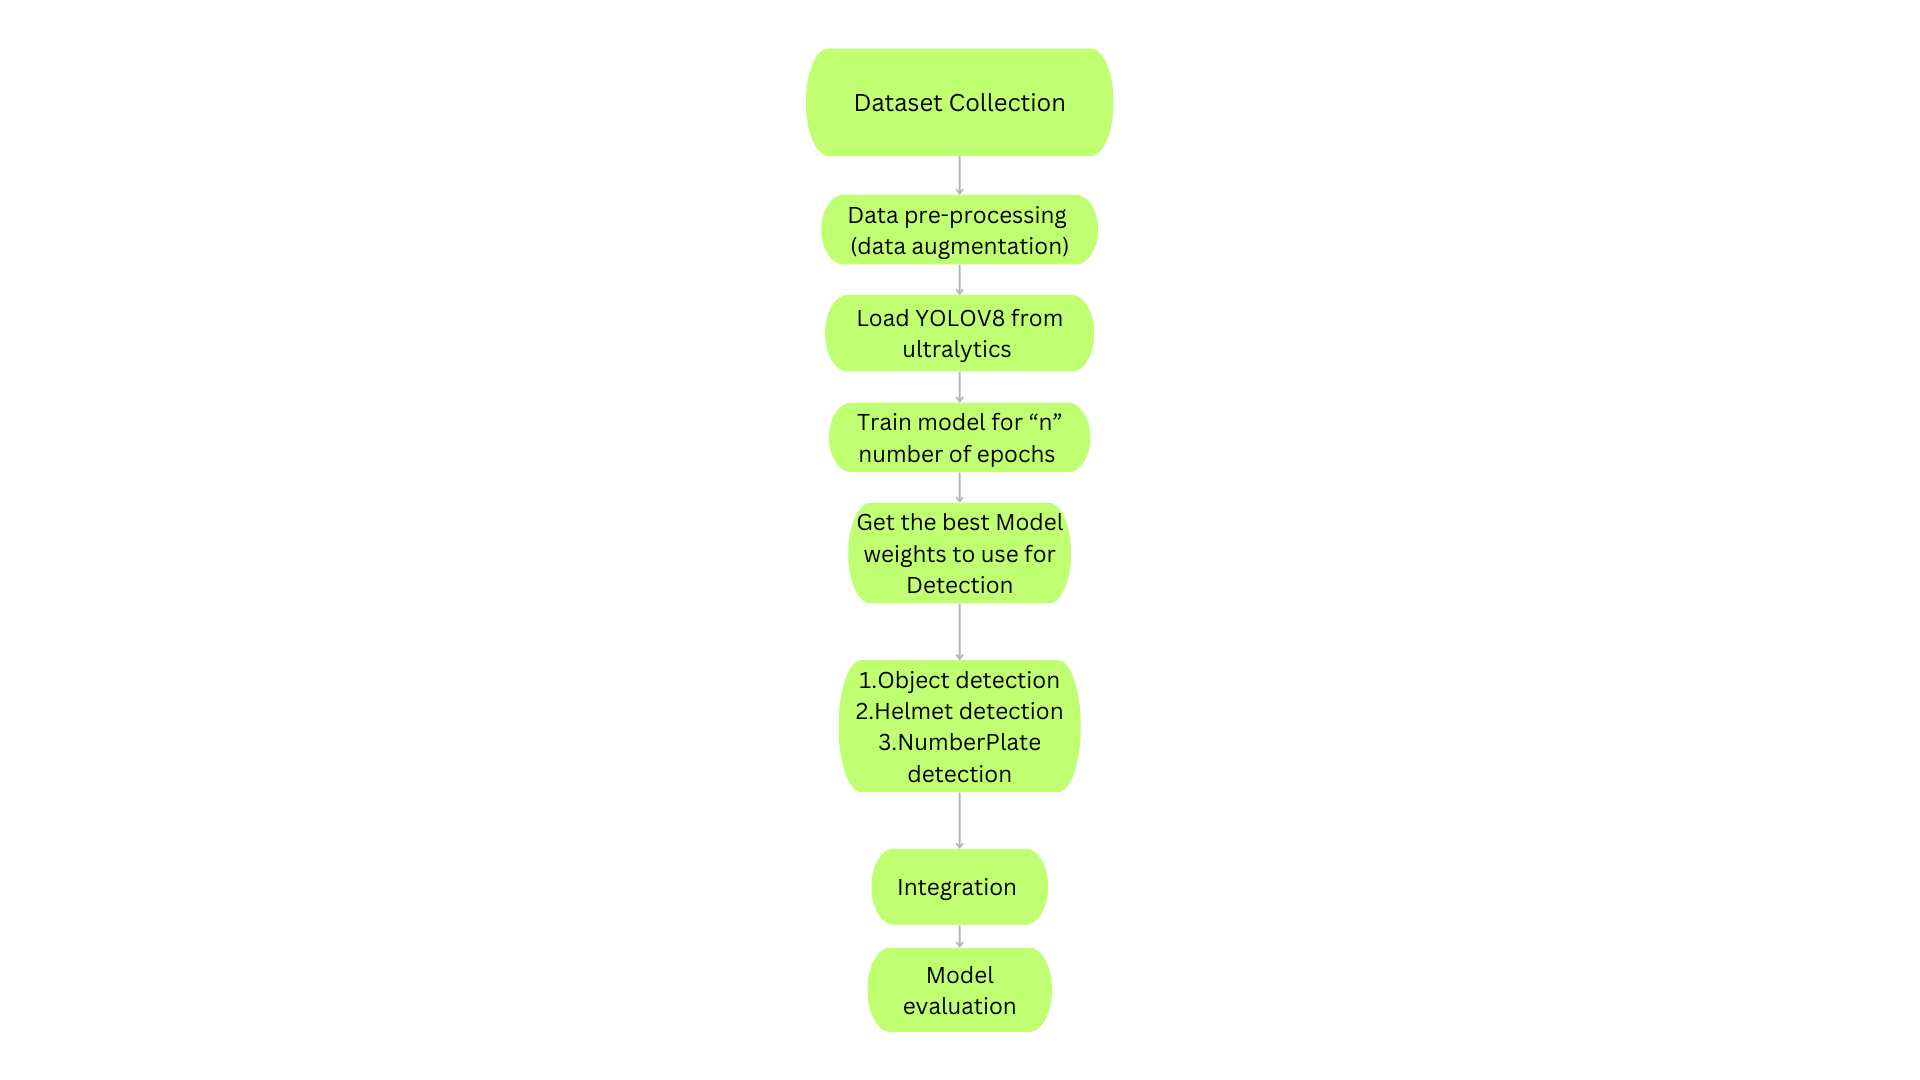 Dataset Collection
Data pre-processing
(data augmentation)
Load YOLOV8 from
ultralytics
Train model for “n”
number of epochs
Get the best Model
weights to use for
Detection
1.Object detection
2.Helmet detection
3.NumberPlate
detection
Integration
Model
evaluation